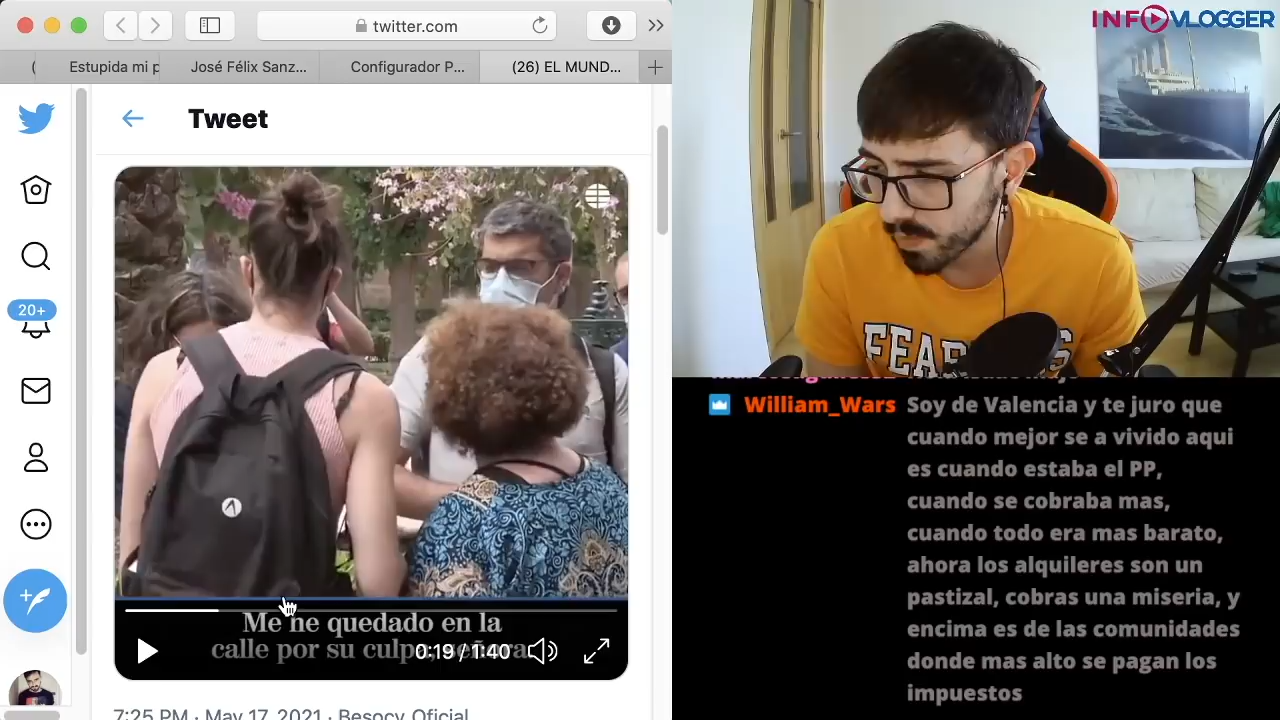 twitter.com
INFOVLOGGER
(
Estupida mi p
José Félix Sanz...
Configurador P...
(26) EL MUND...
Tweet
20+
FEAR
William_Wars Soy de Valencia y te juro que
cuando mejor se a vivido aqui
es cuando estaba el PP,
cuando se cobraba mas,
cuando todo era mas barato,
ahora los alquileres son un
pastizal, cobras una miseria, y
encima es de las comunidades
donde mas alto se pagan los
impuestos
Me he quedado en la
calle por su culpa, señora
0:19 / 1:40
7:25 PM · May 17, 2021 · Besocy Oficial